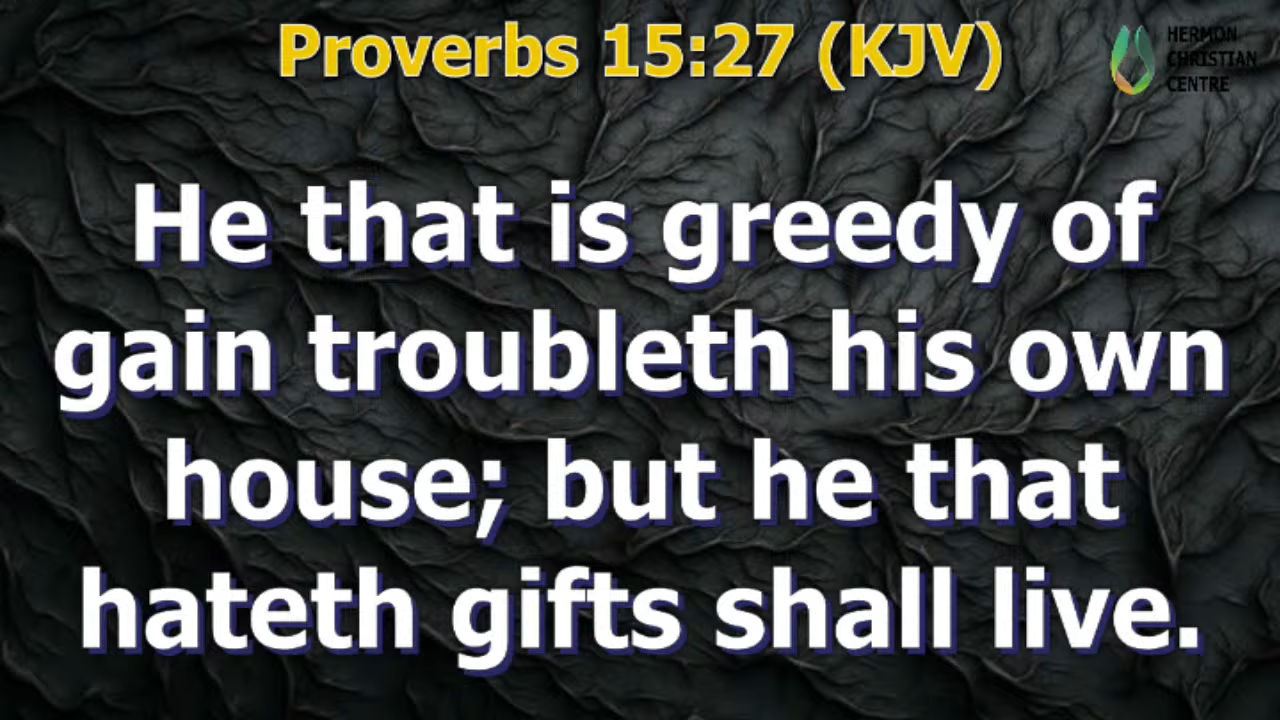 Proverbs 15:27 (KJV)
HERMON
CHRISTIAN
CENTRE
He that is greedy of
gain troubleth his own
house; but he that
hateth gifts shall live.